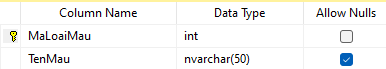 Column Name Data Type Allow Nulls
MaLoaiMau int
TenMau nvarchar(50)